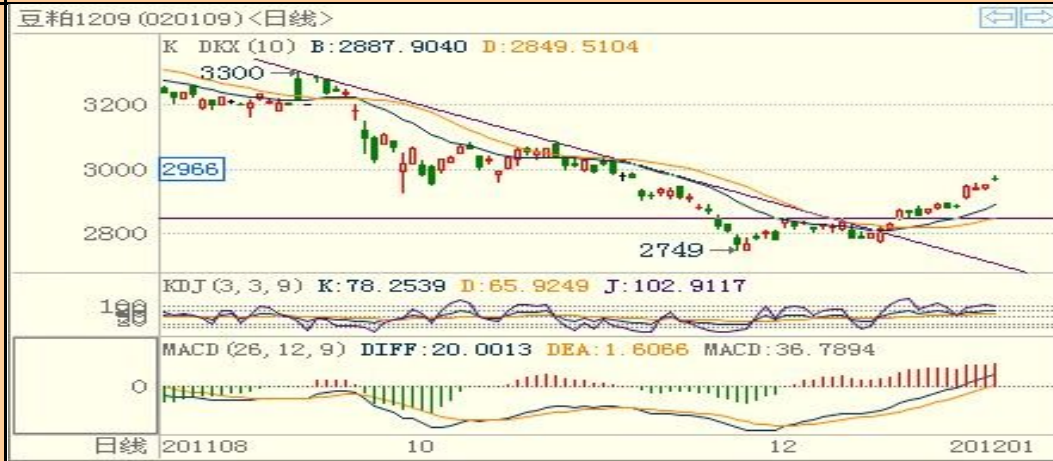 豆粕1209 (020109)<日线>
K DKX(10) B:2887.9040 D:2849.5104
3300
3200
3000
2966
2800
2749
KDJ(3,3,9) K:78.2539 D:65.9249 J:102.9117
100
MACD(26,12,9) DIFF:20.0013 DEA:1.6066 MACD:36.7894
0
日线 201108 10 12 201201